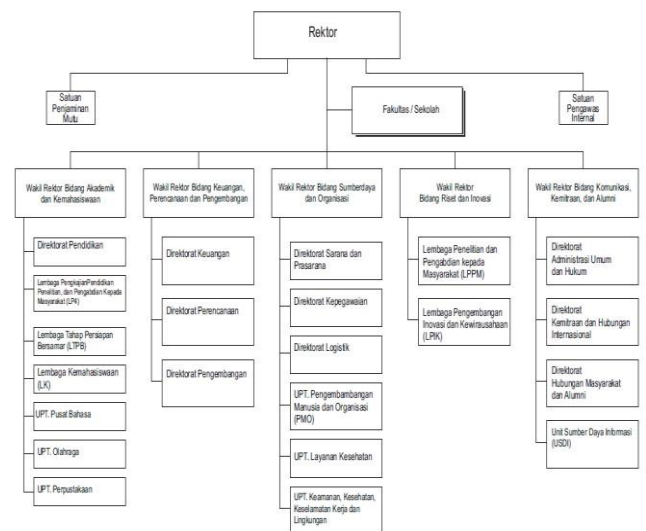 Rektor
Satuan
Penjaminan
Mutu
Fakultas / Sekolah
Satuan
Pengawas
Internal
Wakil Rektor Bidang Akademik
dan Kemahasiswaan
Wakil Rektor Bidang Keuangan,
Perencanaan dan Pengembangan
Wakil Rektor Bidang Sumberdaya
dan Organisasi
Wakil Rektor
Bidang Riset dan Inovasi
Wakil Rektor Bidang Komunikasi,
Kemitraan, dan Alumni
Direktorat Pendidikan
Lembaga PengkajianPendidikan
Penelitian, dan Pengabdian Kepada
Masyarakat (LP4)
Lembaga Tahap Persiapan
Bersamar (LTPB)
Lembaga Kemahasiswaan
(LK)
UPT. Pusat Bahasa
UPT. Olahraga
UPT. Perpustakaan
Direktorat Keuangan
Direktorat Perencanaan
Direktorat Pengembangan
Direktorat Sarana dan
Prasarana
Direktorat Kepegawaian
Direktorat Logistik
UPT. Pengembambangan
Manusia dan Organisasi
(PMO)
UPT. Layanan Kesehatan
UPT. Keamanan, Kesehatan,
Keselamatan Kerja dan
Lingkungan
Lembaga Penelitian dan
Pengabdian kepada
Masyarakat (LPPM)
Lembaga Pengembangan
Inovasi dan Kewirausahaan
(LPIK)
Direktorat
Administrasi Umum
dan Hukum
Direktorat
Kemitraan dan Hubungan
Internasional
Direktorat
Hubungan Masyarakat
dan Alumni
Unit Sumber Daya Informasi
(USDI)